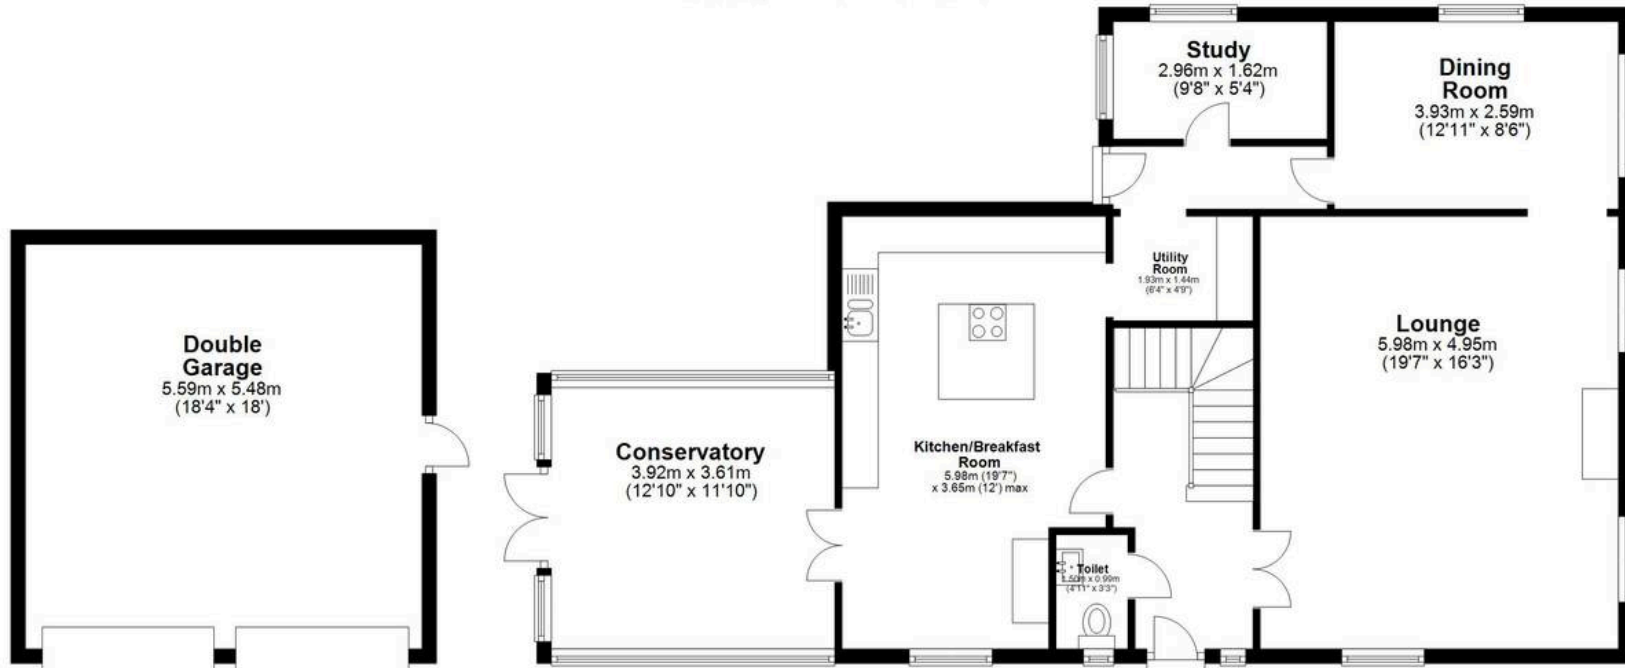 Study
2.96m x 1.62m
(9'8" x 5'4")
Dining
Room
3.93m x 2.59m
(12'11" x 8'6")
Utility
Room
1.93m x 1.44m
(6'4" x 4'9")
Double
Garage
5.59m x 5.48m
(18'4" x 18')
Lounge
5.98m x 4.95m
(19'7" x 16'3")
Conservatory
3.92m x 3.61m
(12'10" x 11'10")
Kitchen/Breakfast
Room
5.98m (19'7")
x 3.65m (12') max
Toilet
1.50m x 0.99m
(4'11" x 3'3")